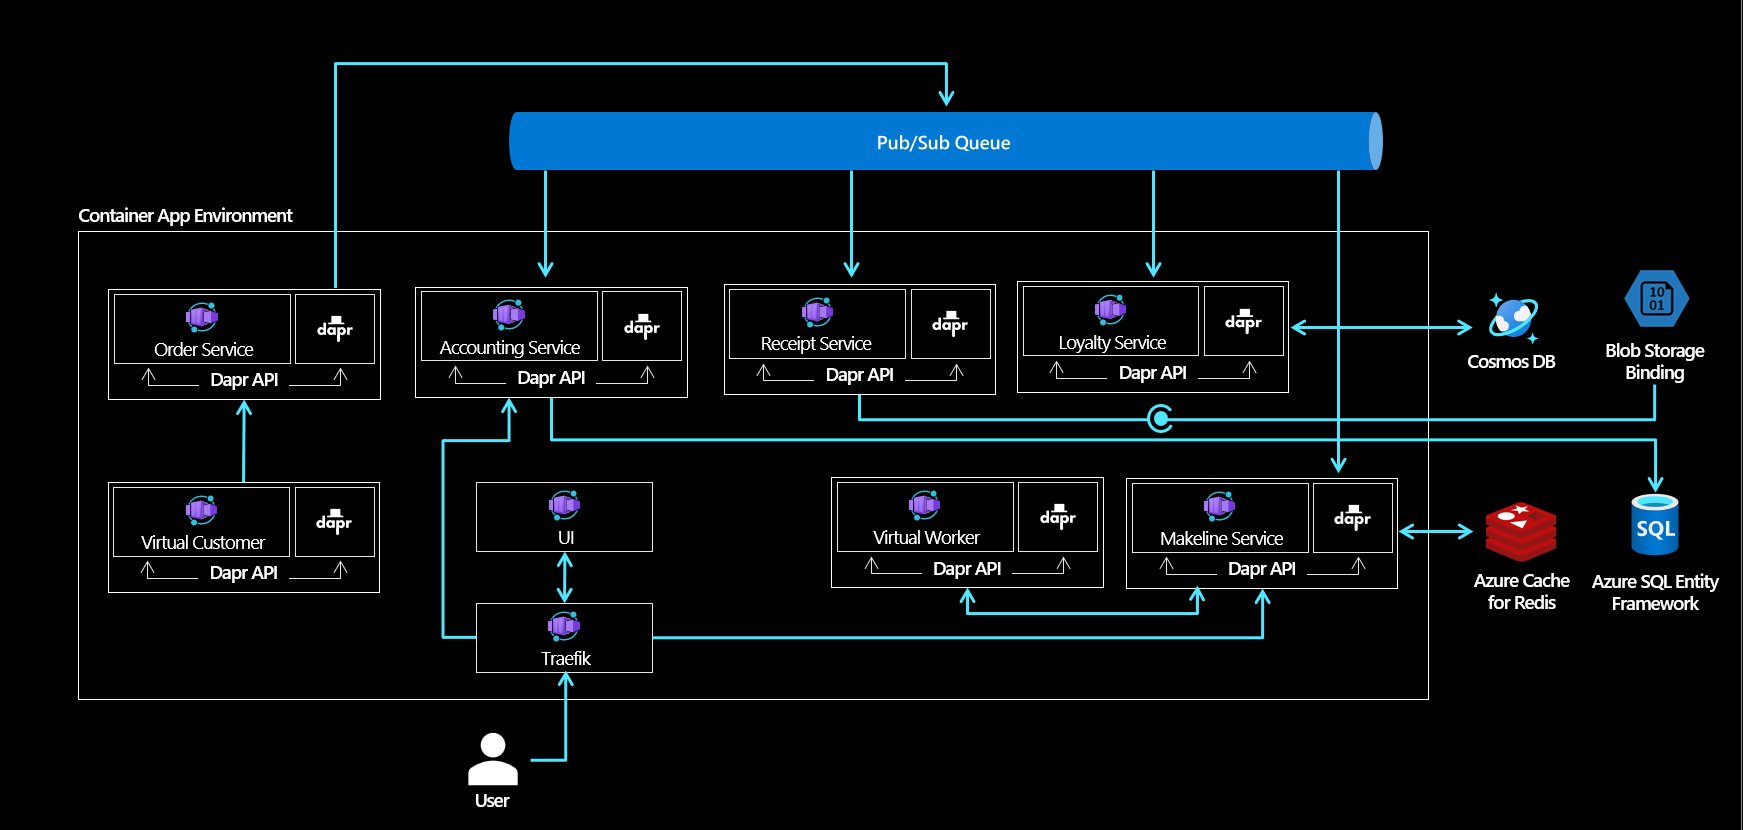 Pub/Sub Queue
Container App Environment
Order Service
dapr
Dapr API
Accounting Service
dapr
Dapr API
Receipt Service
dapr
Dapr API
Loyalty Service
dapr
Dapr API
Cosmos DB
10
01
Blob Storage
Binding
Virtual Customer
dapr
Dapr API
UI
Virtual Worker
dapr
Dapr API
Makeline Service
dapr
Dapr API
Azure Cache
for Redis
SQL
Azure SQL Entity
Framework
Traefik
User